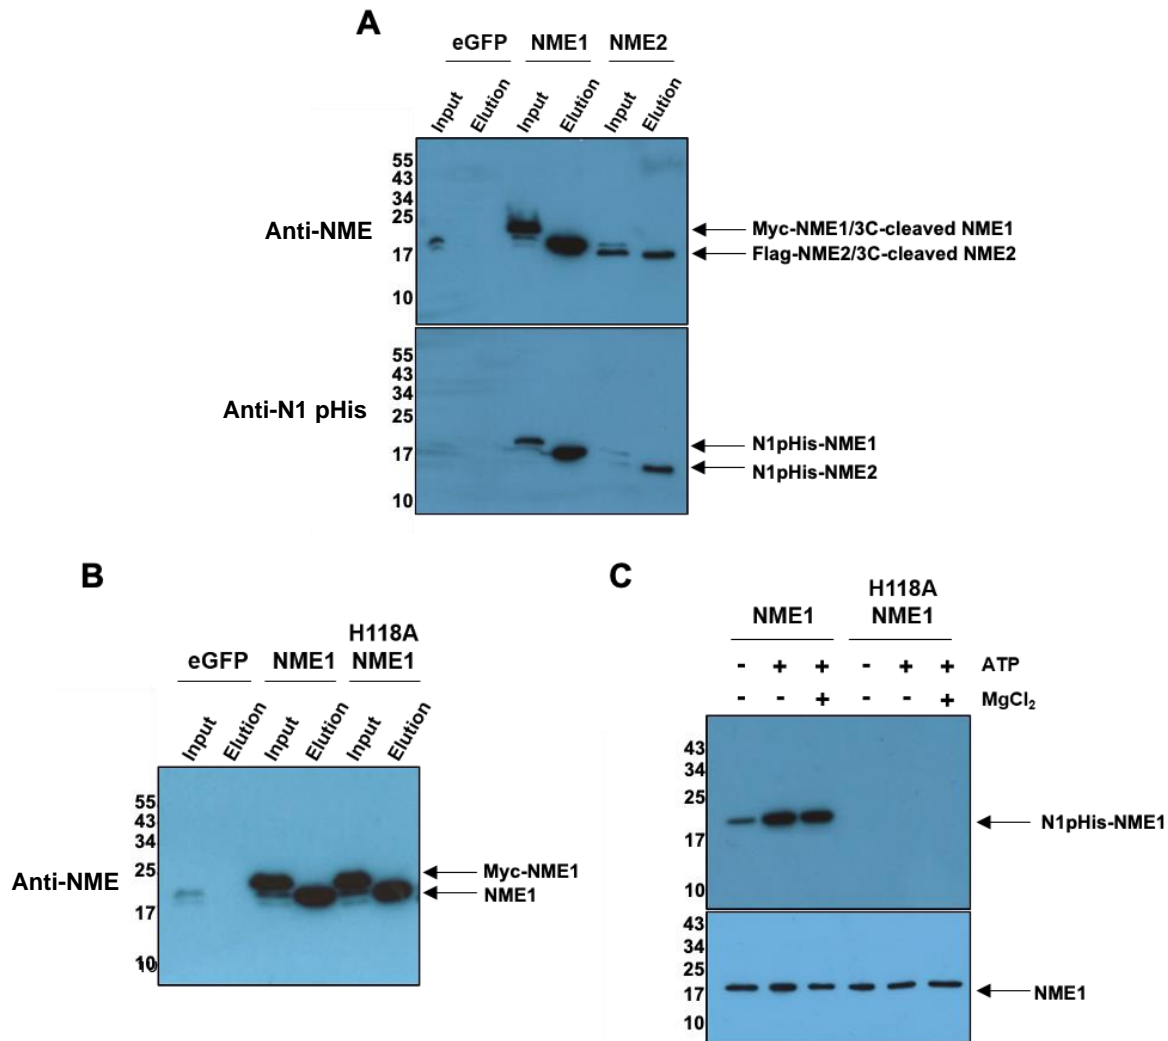 A
eGFP NME1 NME2
Input Elution Input Elution Input Elution
55
43
34
25
17
10
Anti-NME
Myc-NME1/3C-cleaved NME1
Flag-NME2/3C-cleaved NME2
55
43
34
25
17
10
Anti-N1 pHis
N1pHis-NME1
N1pHis-NME2
B
eGFP NME1 H118A
NME1
Input Elution Input Elution Input Elution
55
43
34
25
17
10
Anti-NME
Myc-NME1
NME1
C
NME1 H118A
NME1
- + + - + + ATP
- - + - - + MgCl₂
43
34
25
17
10
N1pHis-NME1
43
34
25
17
10
NME1